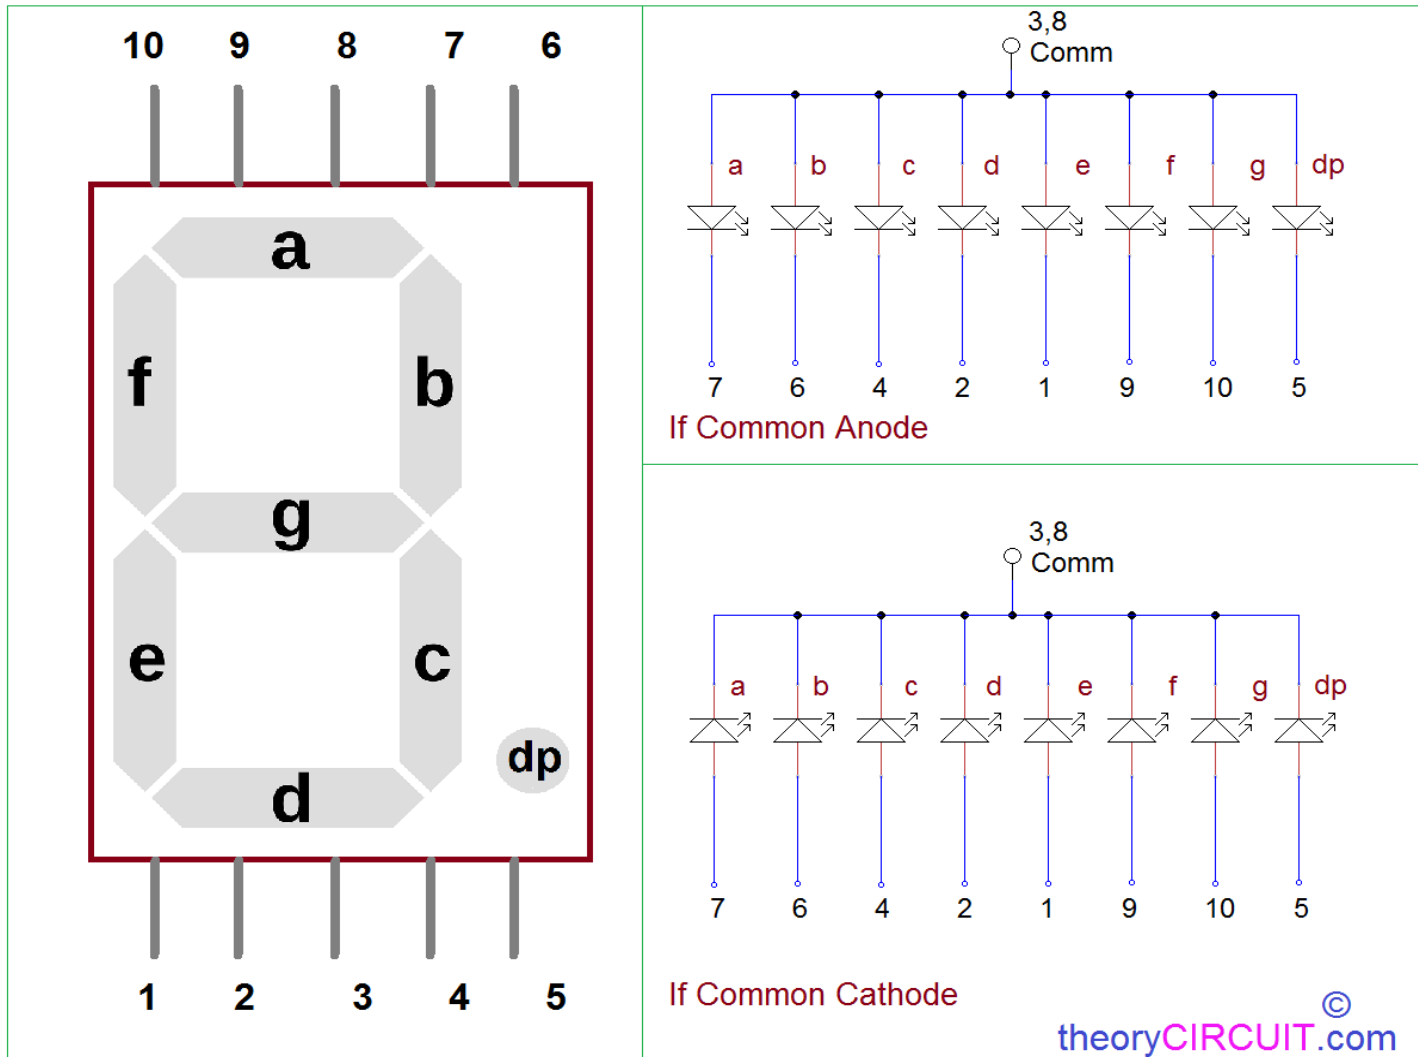 10 9 8 7 6
a
f b
g
e c
dp
d
1 2 3 4 5
3,8
Comm
a b c d e f g dp
7 6 4 2 1 9 10 5
If Common Anode
3,8
Comm
a b c d e f g dp
7 6 4 2 1 9 10 5
If Common Cathode
©
theoryCIRCUIT.com